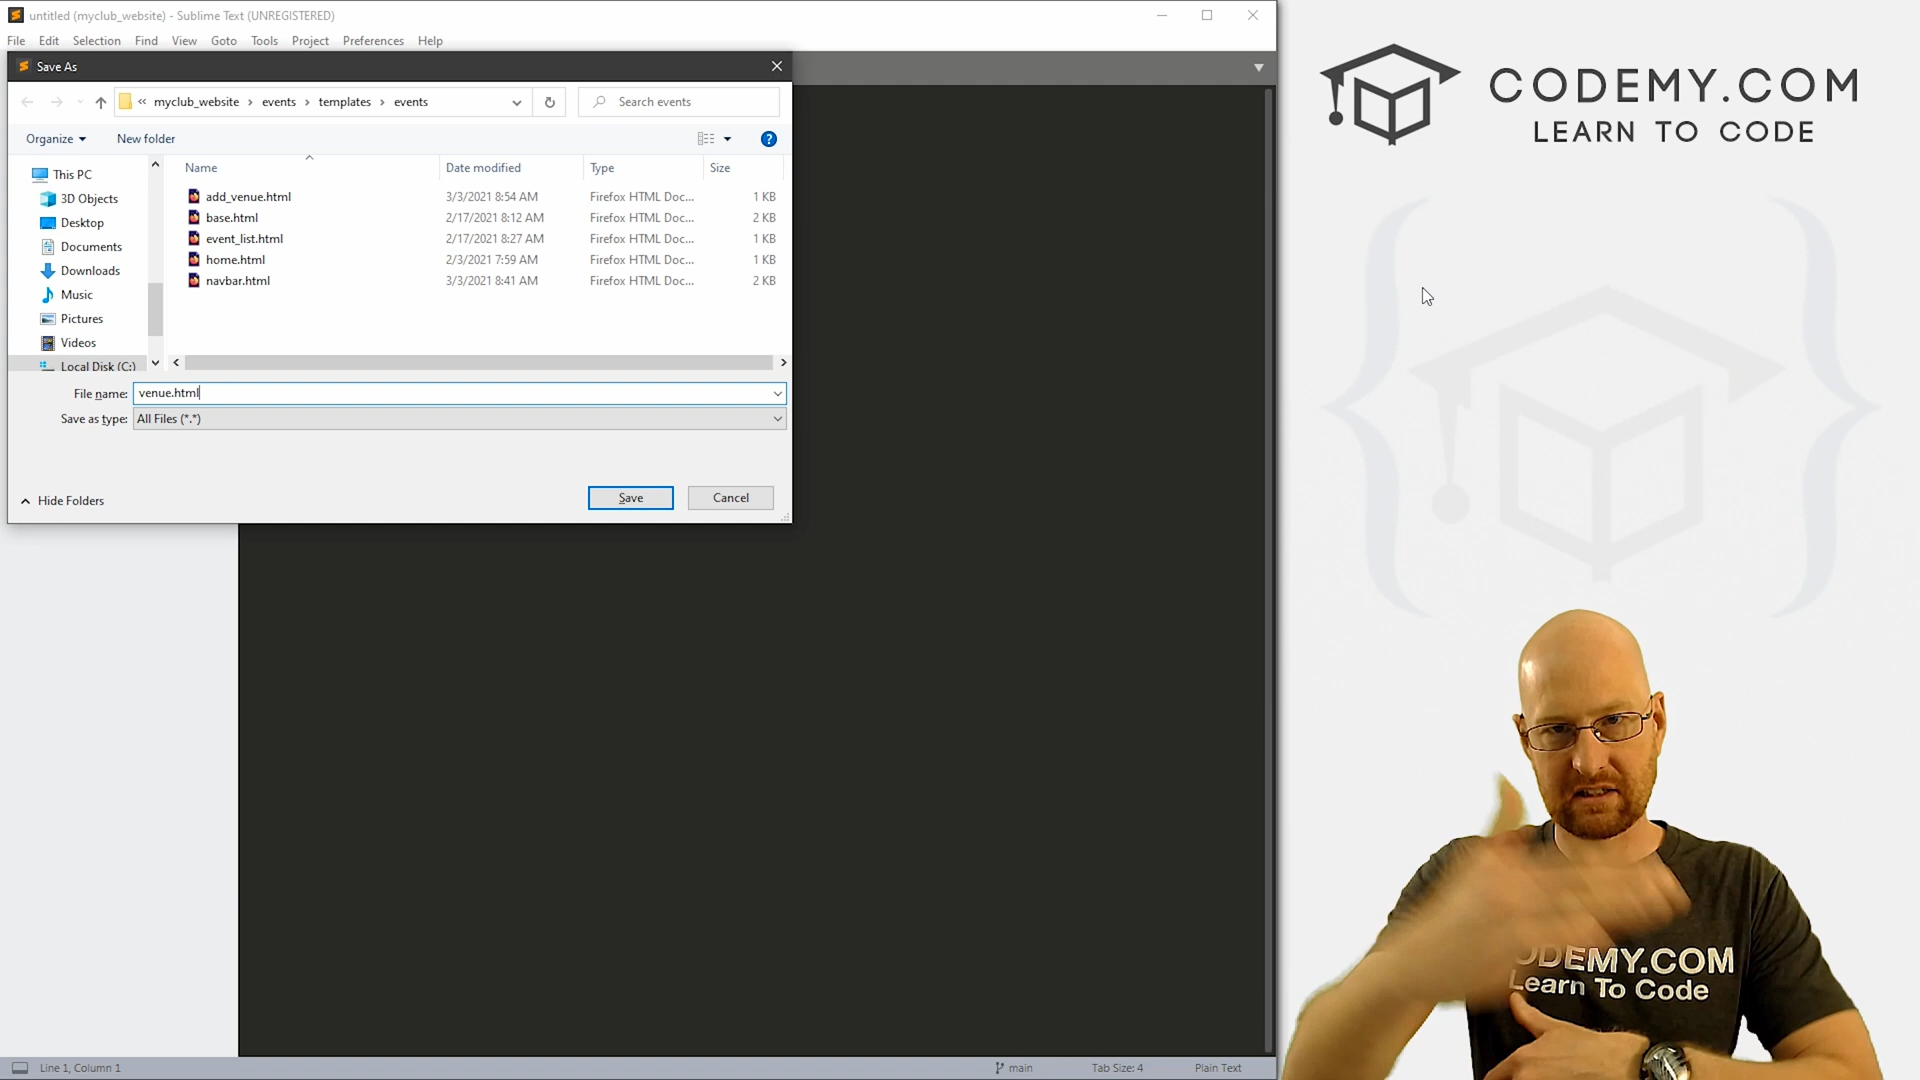 untitled (myclub_website) - Sublime Text (UNREGISTERED)
File Edit Selection Find View Goto Tools Project Preferences Help
Save As
« myclub_website > events > templates > events
Search events
Organize
New folder
Name Date modified Type Size
add_venue.html 3/3/2021 8:54 AM Firefox HTML Doc... 1 KB
base.html 2/17/2021 8:12 AM Firefox HTML Doc... 2 KB
event_list.html 2/17/2021 8:27 AM Firefox HTML Doc... 1 KB
home.html 2/3/2021 7:59 AM Firefox HTML Doc... 1 KB
navbar.html 3/3/2021 8:41 AM Firefox HTML Doc... 2 KB
This PC
3D Objects
Desktop
Documents
Downloads
Music
Pictures
Videos
Local Disk (C:)
File name: venue.html
Save as type: All Files (*.*)
Hide Folders
Save
Cancel
Line 1, Column 1
main
Tab Size: 4
Plain Text
CODEMY.COM
LEARN TO CODE
ODEMY.COM
Learn To Code